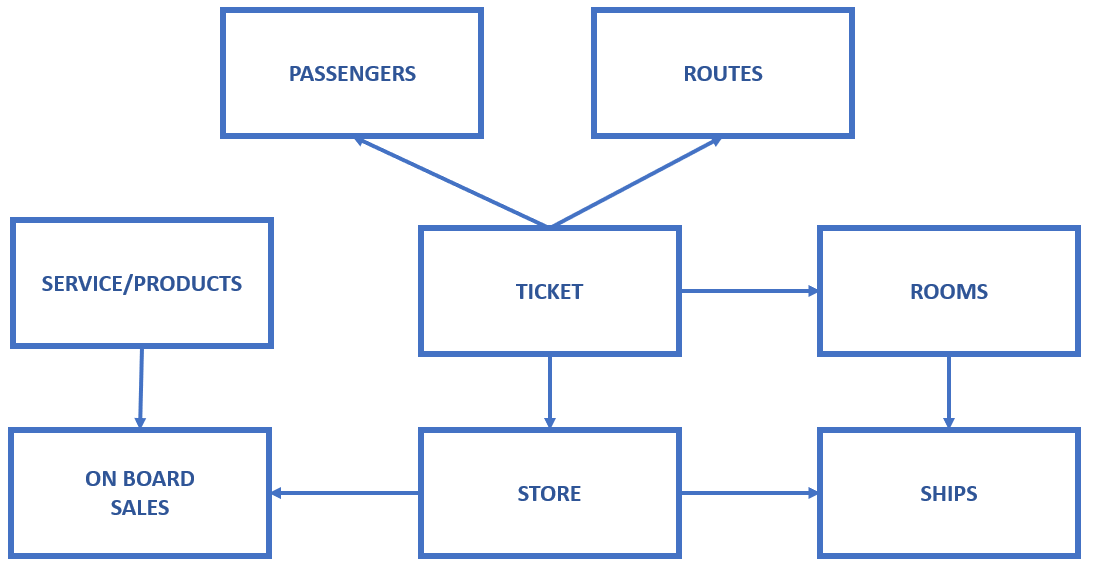 PASSENGERS
ROUTES
SERVICE/PRODUCTS
TICKET
ROOMS
ON BOARD
SALES
STORE
SHIPS